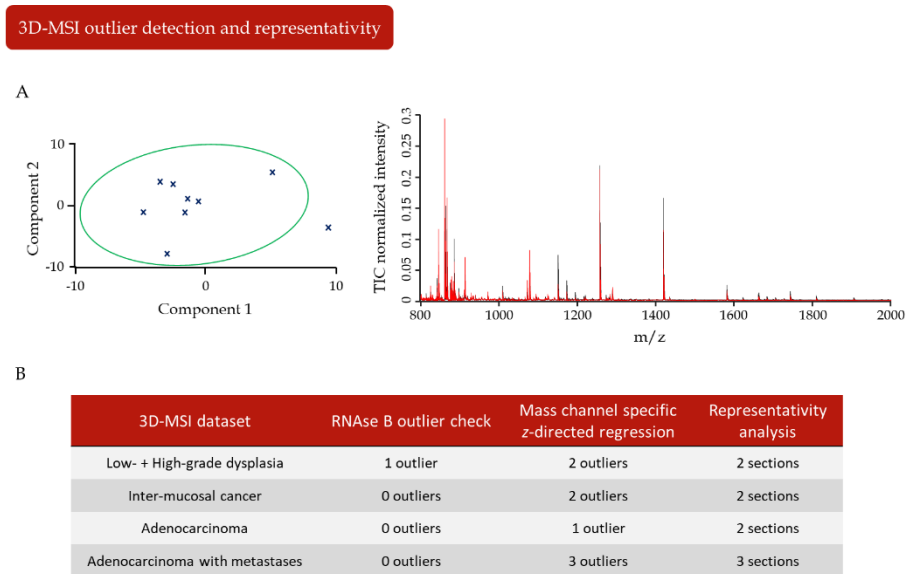 3D-MSI outlier detection and representativity
A
10
0
-10
Component 2
-10
0
10
Component 1
0.3
0.25
0.2
0.15
0.1
0.05
0
TIC normalized intensity
800
1000
1200
1400
1600
1800
2000
m/z
B
3D-MSI dataset
RNAse B outlier check
Mass channel specific
z-directed regression
Representativity
analysis
Low- + High-grade dysplasia
1 outlier
2 outliers
2 sections
Inter-mucosal cancer
0 outliers
2 outliers
2 sections
Adenocarcinoma
0 outliers
1 outlier
2 sections
Adenocarcinoma with metastases
0 outliers
3 outliers
3 sections